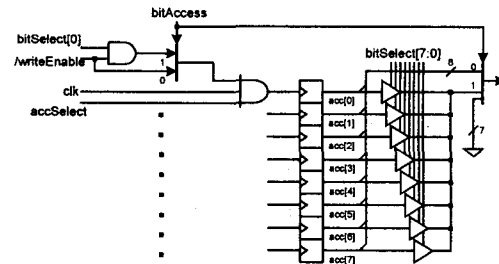 bitAccess
bitSelect[0]
/writeEnable
1
0
clk
accSelect
bitSelect[7:0]
8
0
1
7
acc[0]
acc[1]
acc[2]
acc[3]
acc[4]
acc[5]
acc[6]
acc[7]